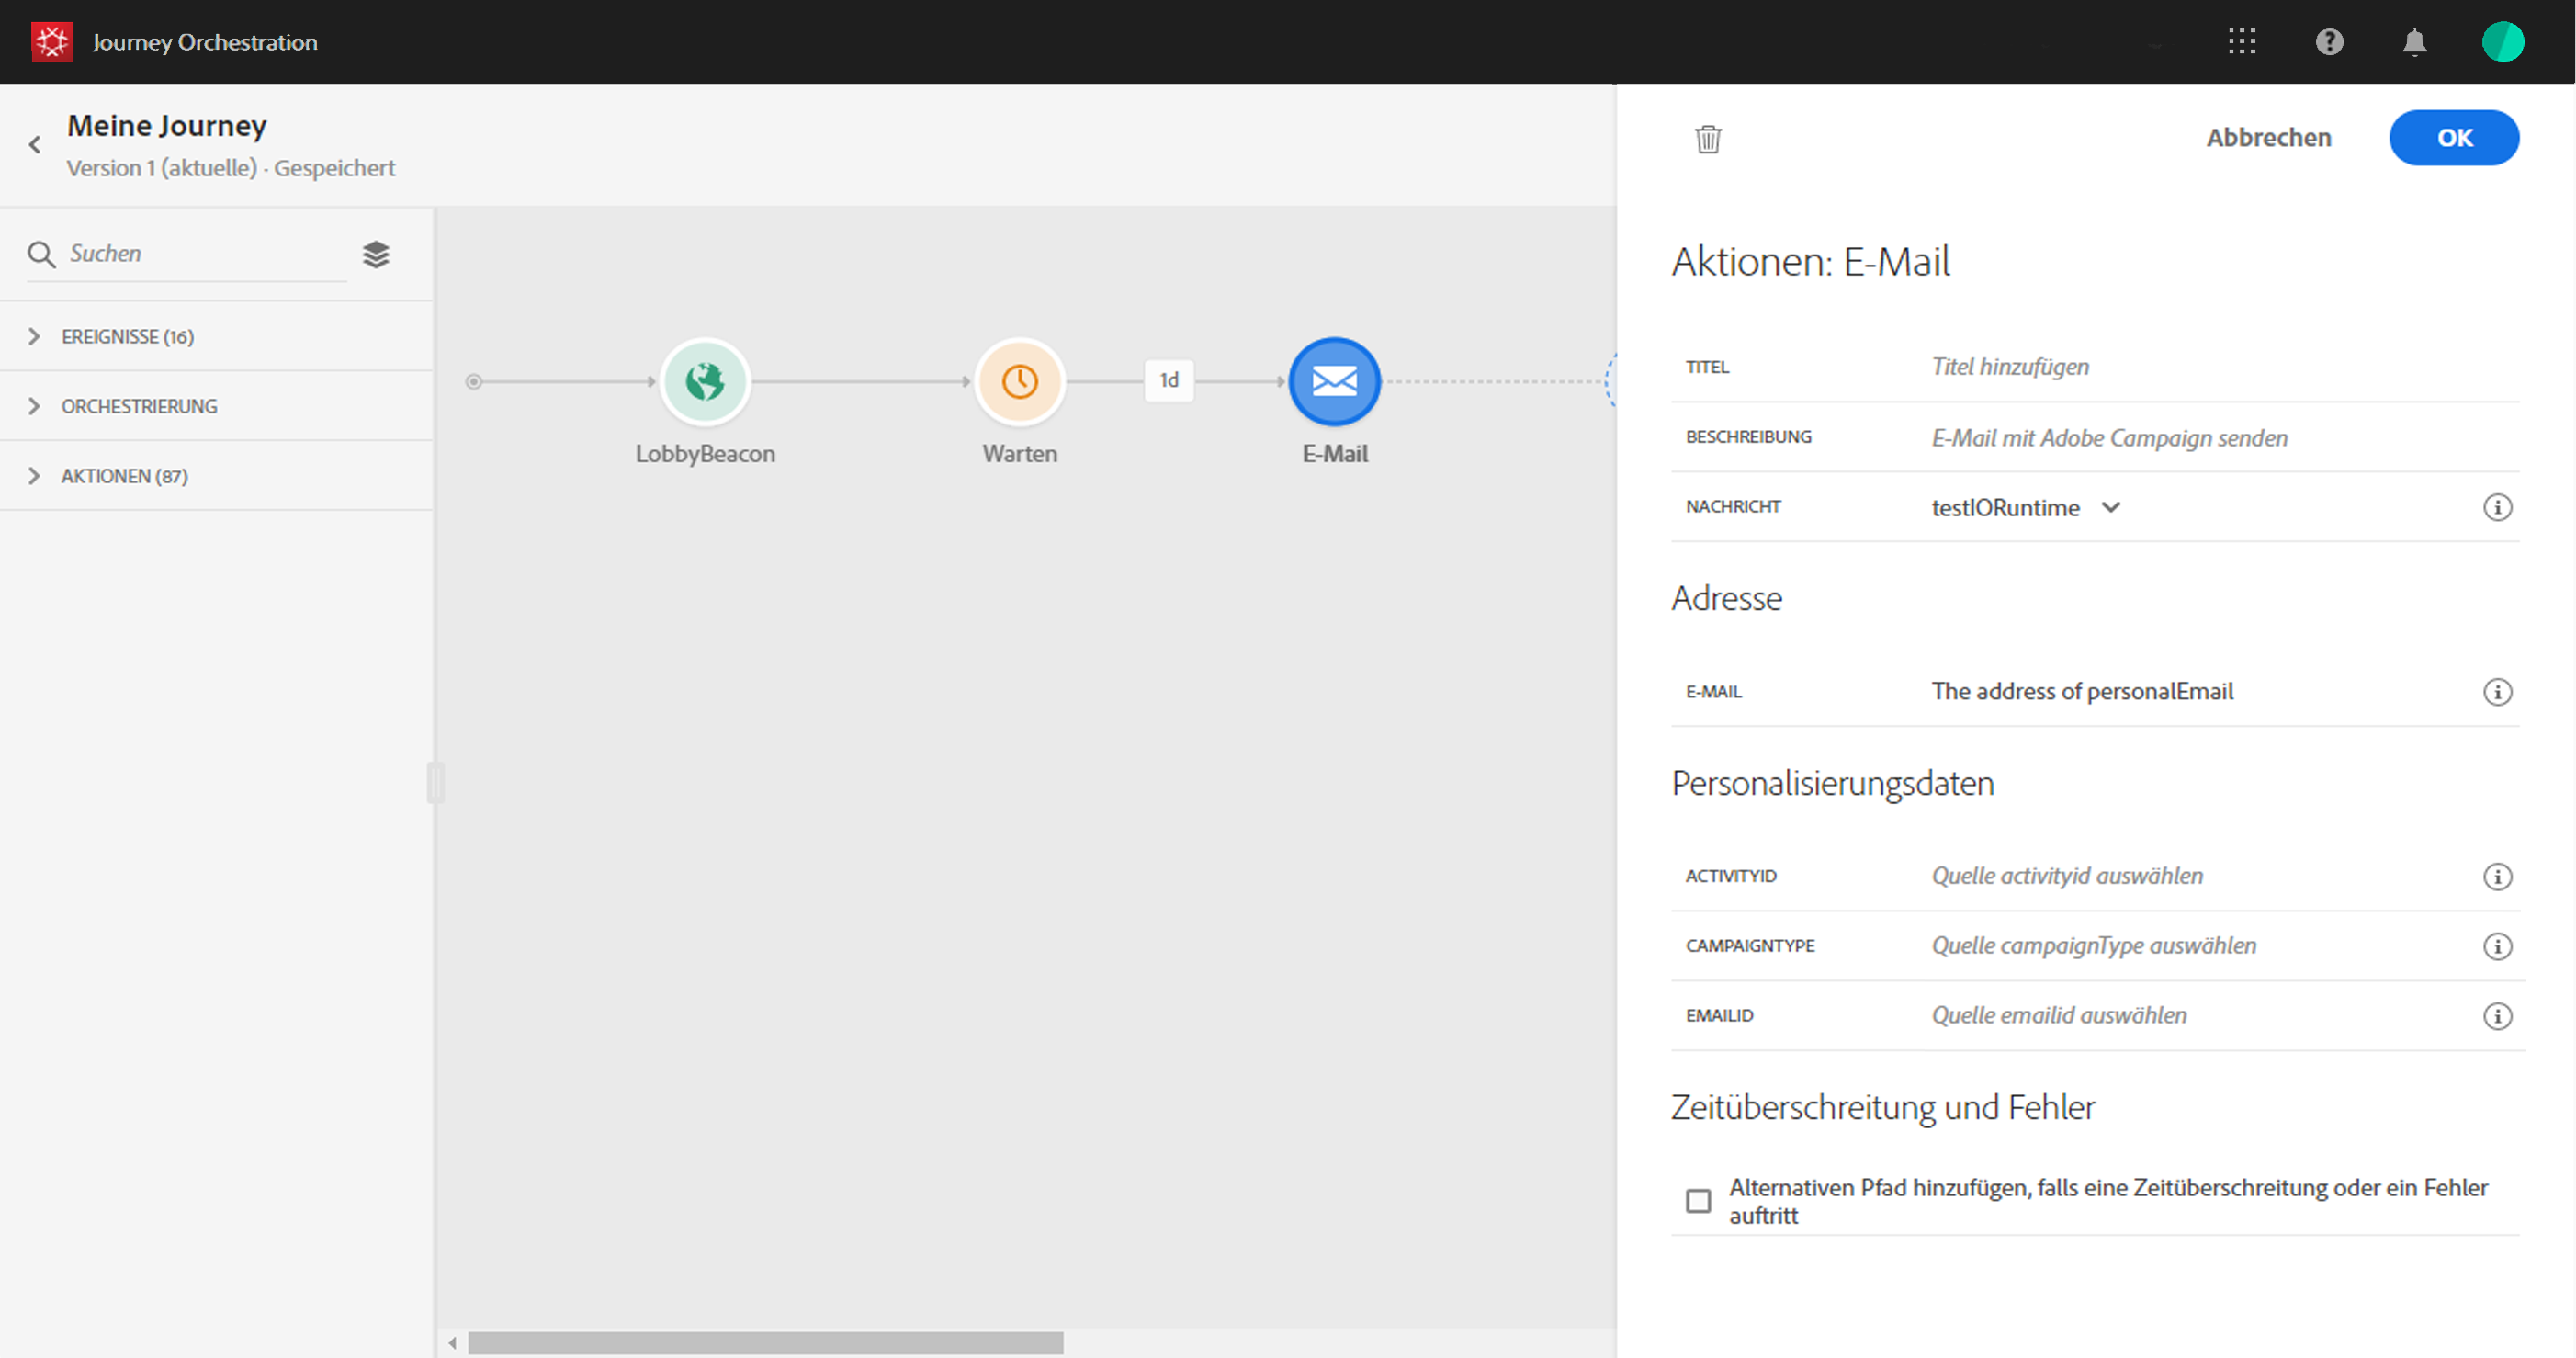 Journey Orchestration
Meine Journey
Version 1 (aktuelle) · Gespeichert
Suchen
EREIGNISSE (16)
ORCHESTRIERUNG
AKTIONEN (87)
LobbyBeacon
Warten
1d
E-Mail
Abbrechen
OK
Aktionen: E-Mail
TITEL Titel hinzufügen
BESCHREIBUNG E-Mail mit Adobe Campaign senden
NACHRICHT testIORuntime
Adresse
E-MAIL The address of personalEmail
Personalisierungsdaten
ACTIVITYID Quelle activityid auswählen
CAMPAIGNTYPE Quelle campaignType auswählen
EMAILID Quelle emailid auswählen
Zeitüberschreitung und Fehler
Alternativen Pfad hinzufügen, falls eine Zeitüberschreitung oder ein Fehler
auftritt